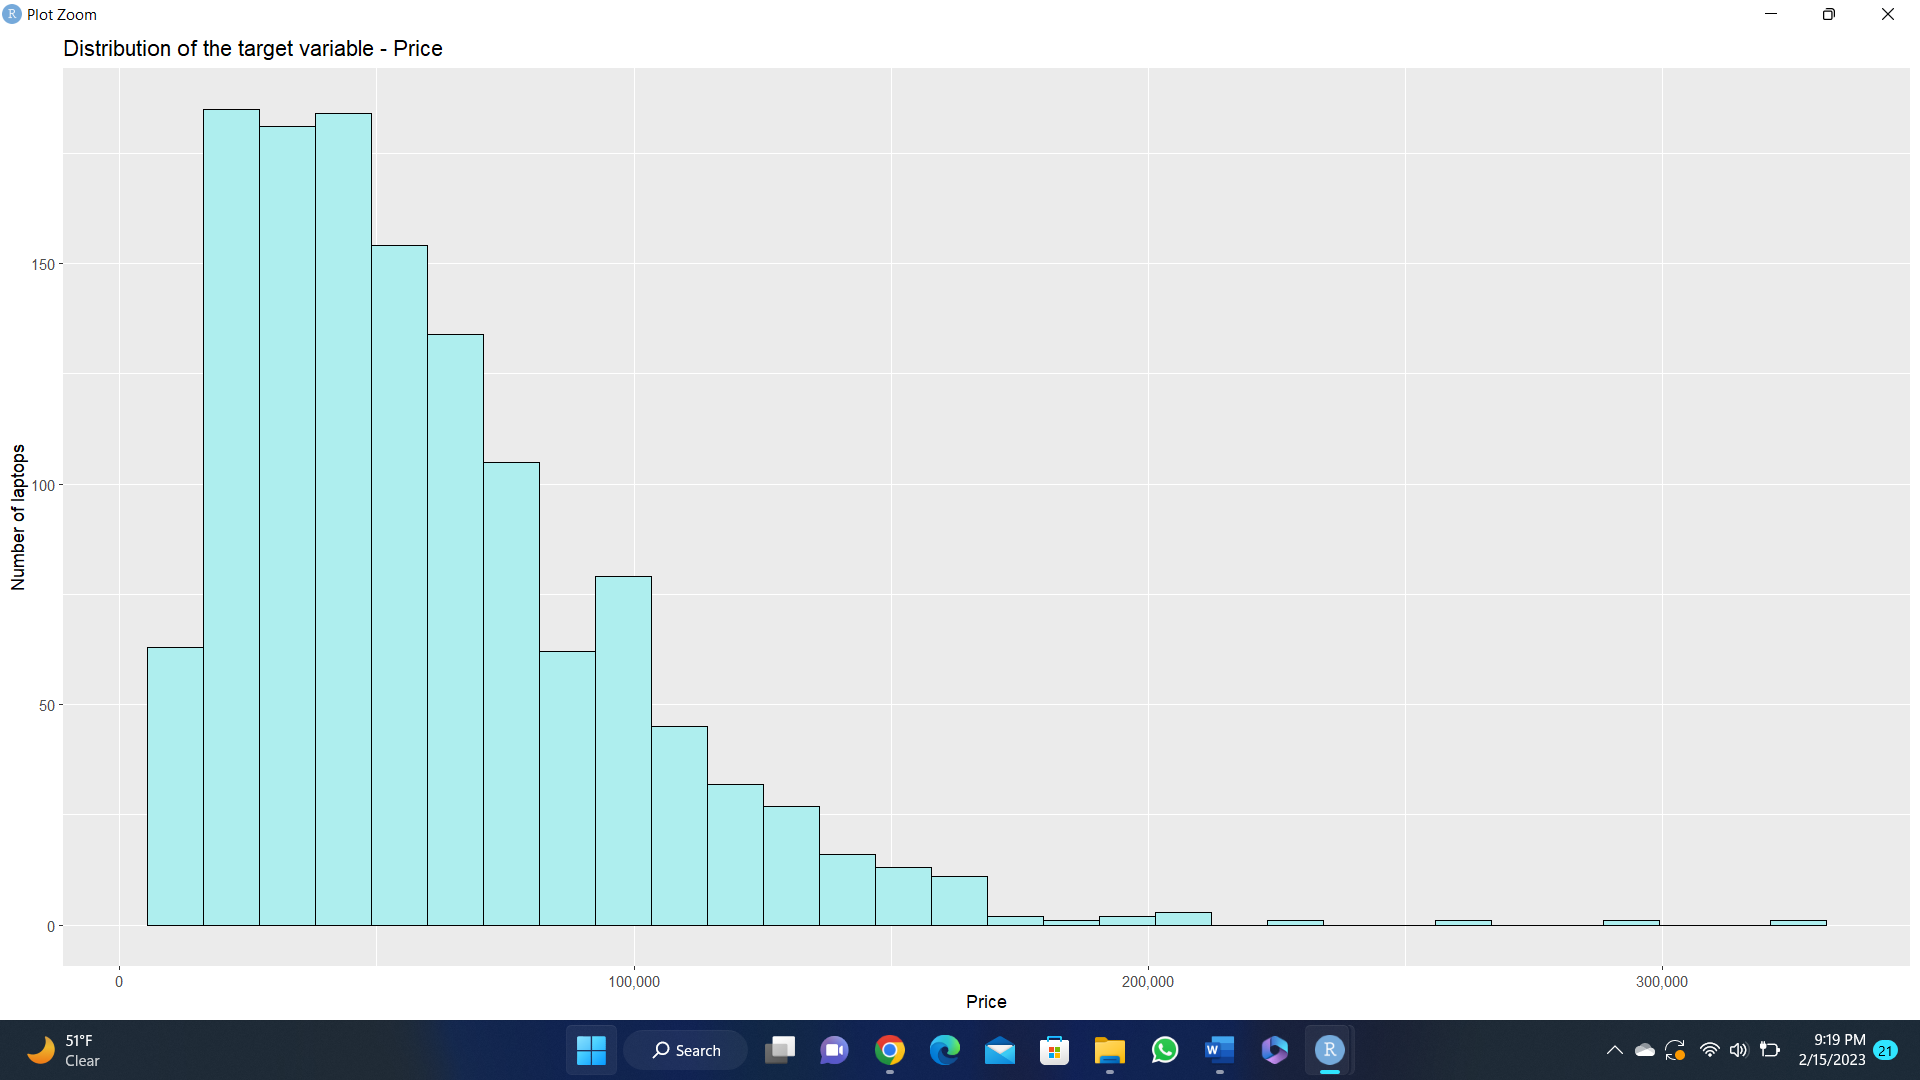 R Plot Zoom
Distribution of the target variable - Price
150
100
50
0
Number of laptops
0 100,000 200,000 300,000
Price
51°F
Clear
Search
W
R
9:19 PM
2/15/2023
21